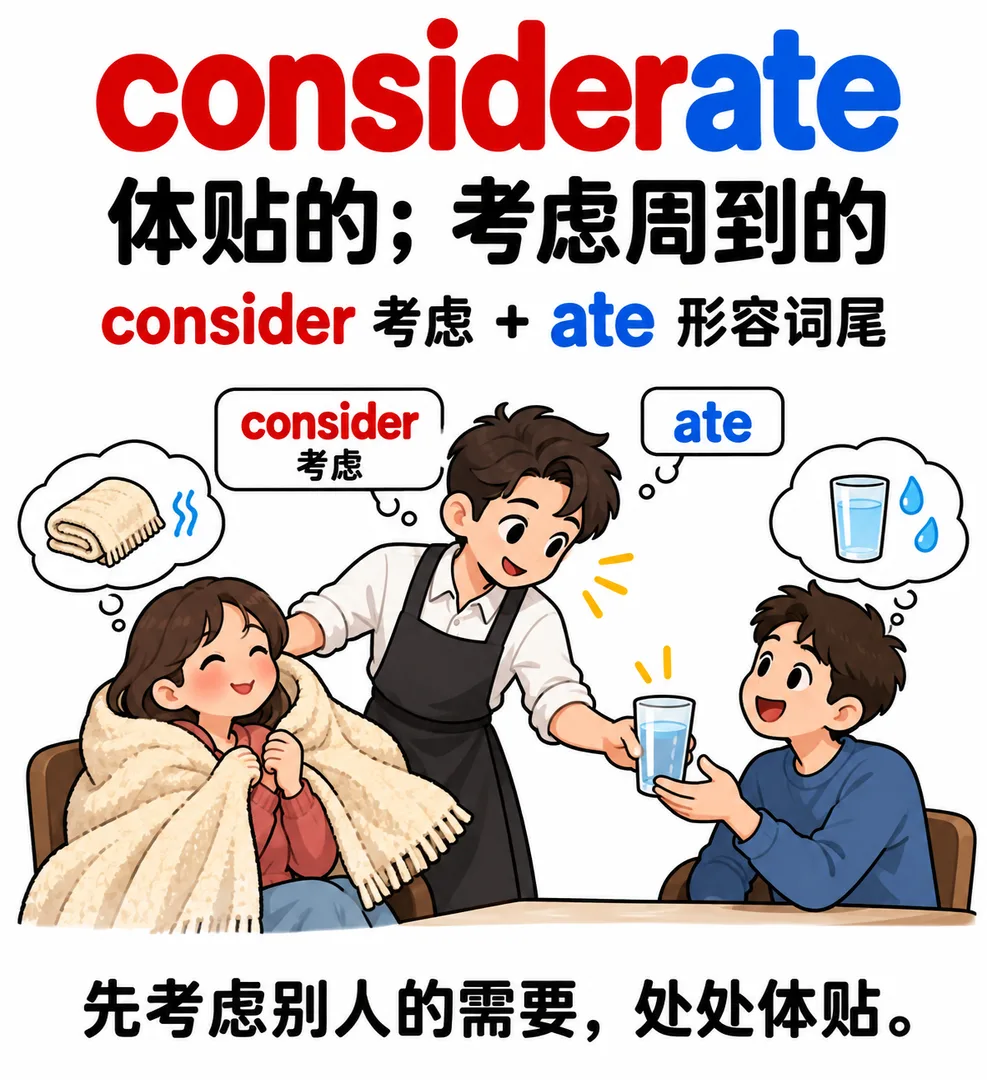 considerate
体贴的；考虑周到的
consider 考虑 + ate 形容词尾
consider
考虑
ate
先考虑别人的需要，处处体贴。